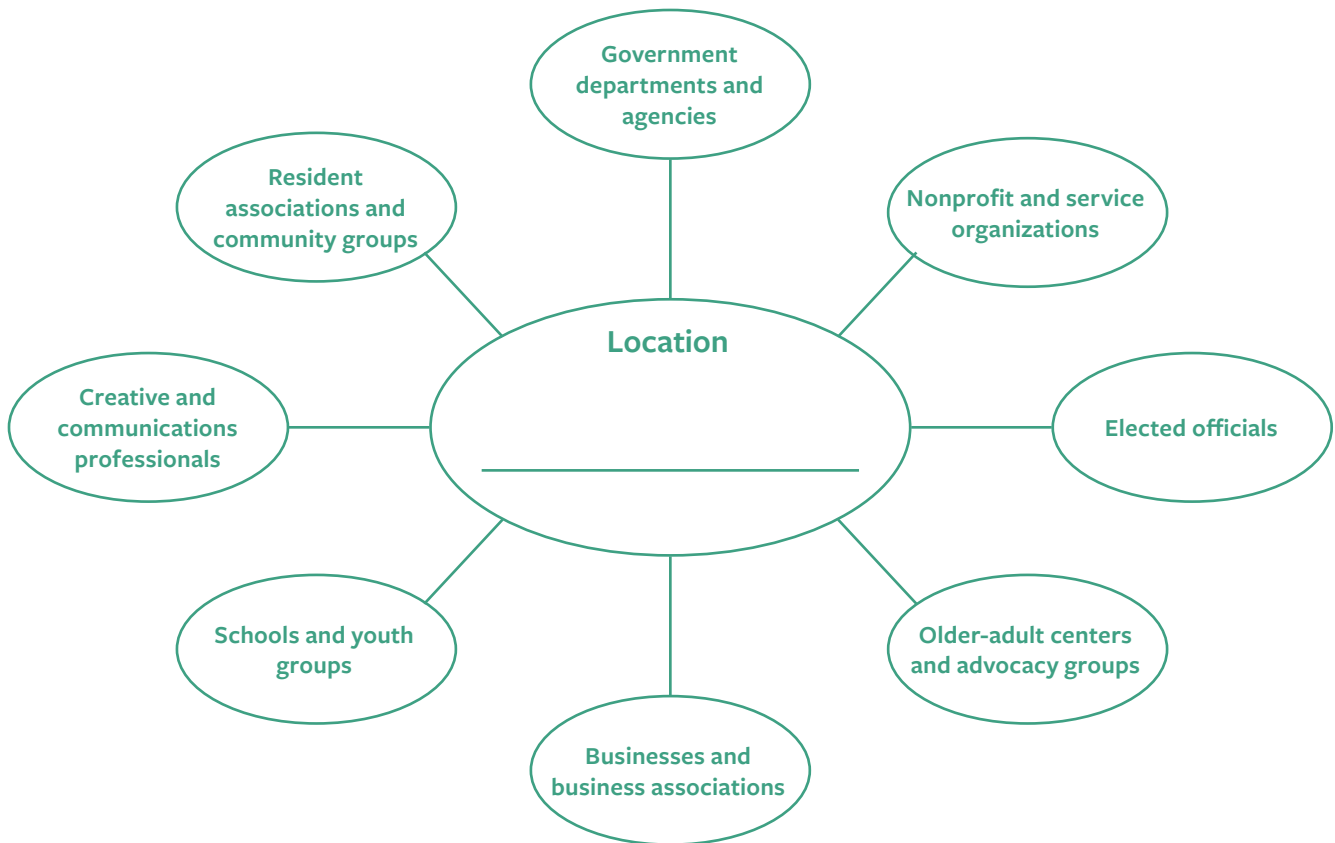 Government
departments and
agencies
Resident
associations and
community groups
Nonprofit and service
organizations
Location
Creative and
communications
professionals
Elected officials
Schools and youth
groups
Older-adult centers
and advocacy groups
Businesses and
business associations